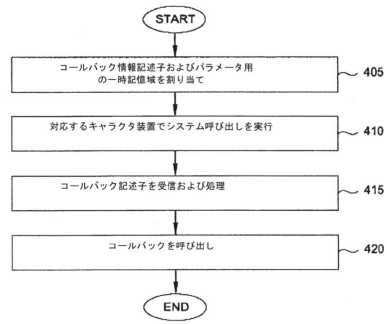 START
コールバック情報記述子およびパラメータ用
の一時記憶域を割り当て
405
対応するキャラクタ装置でシステム呼び出しを実行
410
コールバック記述子を受信および処理
415
コールバックを呼び出し
420
END